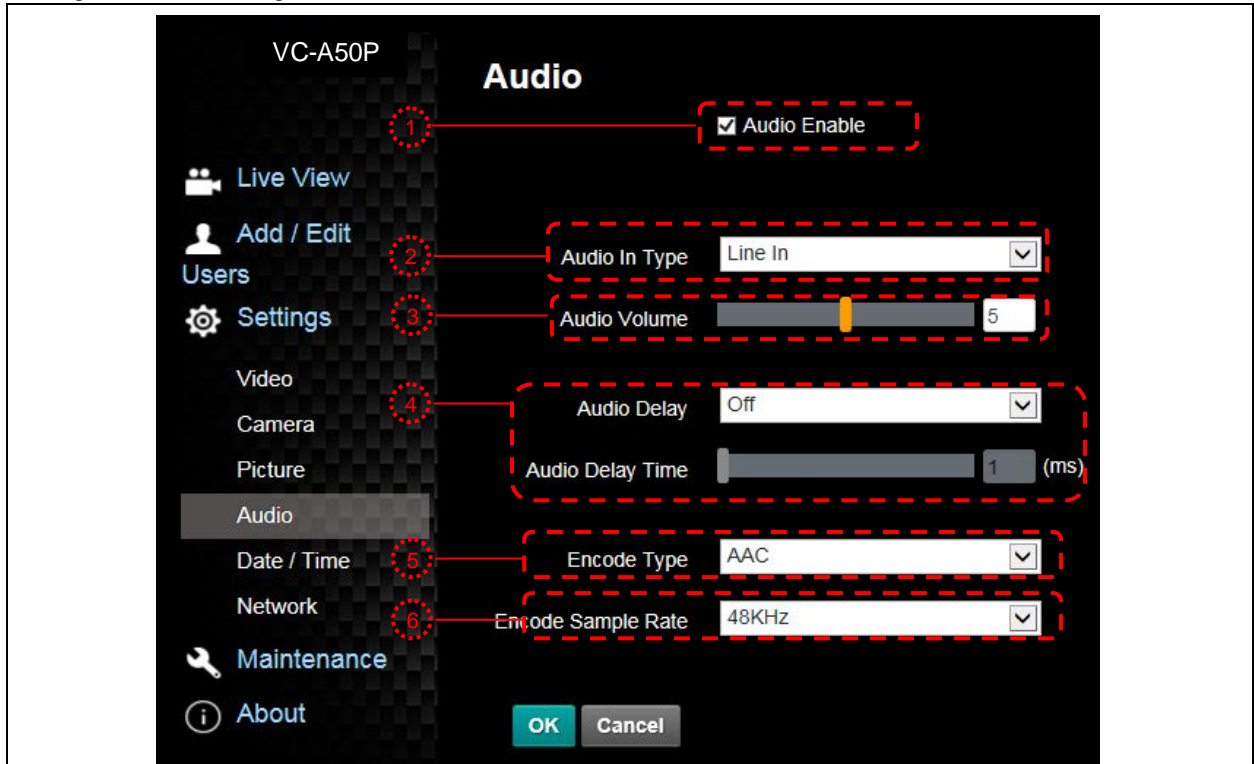 VC-A50P
Audio
1
Audio Enable
Live View
Add / Edit
Users
2
Audio In Type
Line In
Settings
3
Audio Volume
5
Video
4
Audio Delay
Off
Camera
Picture
Audio Delay Time
1
(ms)
Audio
Date / Time
5
Encode Type
AAC
Network
6
Encode Sample Rate
48KHz
Maintenance
About
OK
Cancel